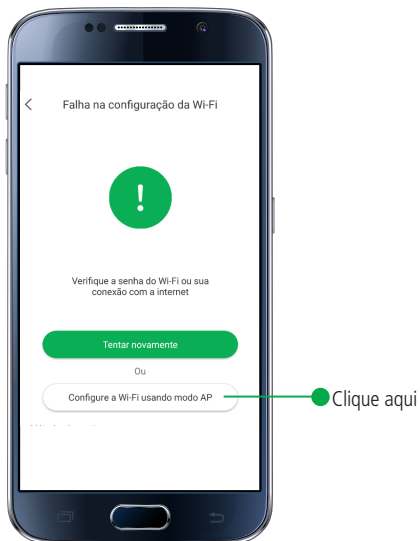 Falha na configuração da Wi-Fi
!
Verifique a senha do Wi-Fi ou sua
conexão com a internet
Tentar novamente
Ou
Configure a Wi-Fi usando modo AP
Clique aqui